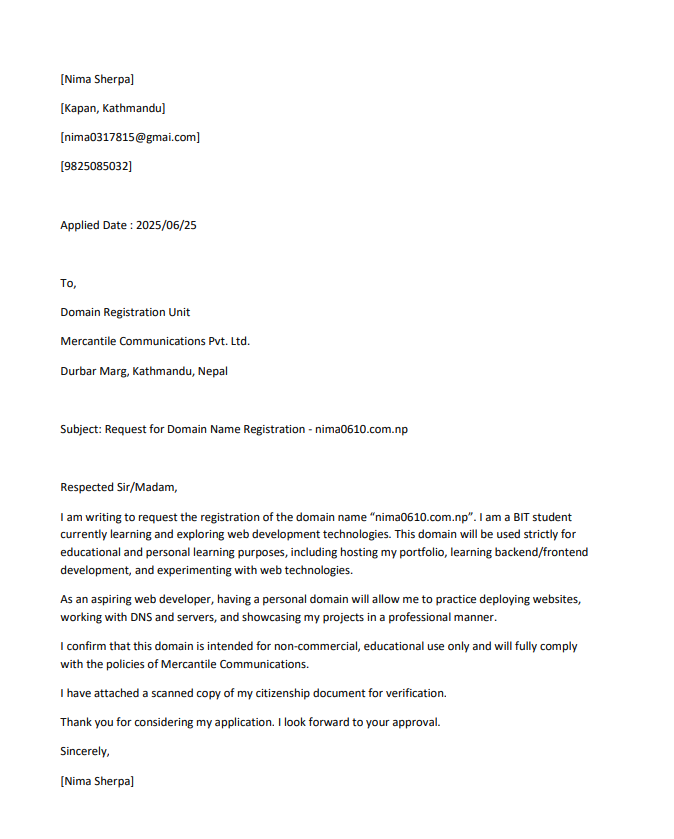 [Nima Sherpa]
[Kapan, Kathmandu]
[nima0317815@gmai.com]
[9825085032]
Applied Date : 2025/06/25
To,
Domain Registration Unit
Mercantile Communications Pvt. Ltd.
Durbar Marg, Kathmandu, Nepal
Subject: Request for Domain Name Registration - nima0610.com.np
Respected Sir/Madam,
I am writing to request the registration of the domain name “nima0610.com.np”. I am a BIT student
currently learning and exploring web development technologies. This domain will be used strictly for
educational and personal learning purposes, including hosting my portfolio, learning backend/frontend
development, and experimenting with web technologies.
As an aspiring web developer, having a personal domain will allow me to practice deploying websites,
working with DNS and servers, and showcasing my projects in a professional manner.
I confirm that this domain is intended for non-commercial, educational use only and will fully comply
with the policies of Mercantile Communications.
I have attached a scanned copy of my citizenship document for verification.
Thank you for considering my application. I look forward to your approval.
Sincerely,
[Nima Sherpa]